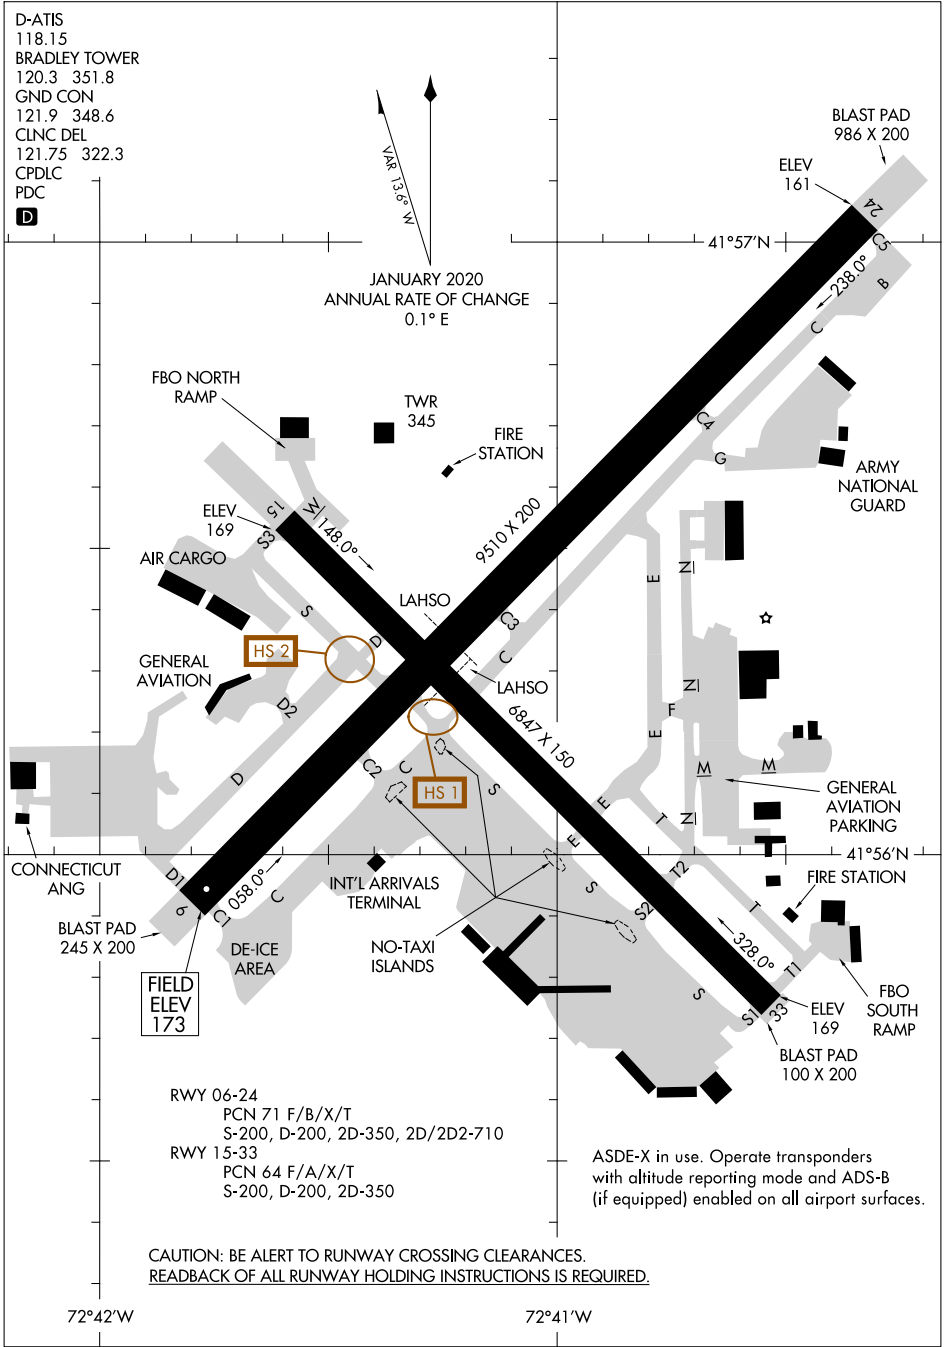 D-ATIS
118.15
BRADLEY TOWER
120.3 351.8
GND CON
121.9 348.6
CLNC DEL
121.75 322.3
CPDLC
PDC
D
VAR 13.6° W
JANUARY 2020
ANNUAL RATE OF CHANGE
0.1° E
BLAST PAD
986 X 200
ELEV
161
24
41°57'N
C5
238.0°
B
C
FBO NORTH
RAMP
TWR
345
FIRE
STATION
C4
G
ARMY
NATIONAL
GUARD
ELEV
169
15
W
S3
148.0°
9510 X 200
AIR CARGO
E
N
LAHSO
S
D
C3
C
HS 2
GENERAL
AVIATION
LAHSO
N
D2
6847 X 150
F
E
C2
C
D
HS 1
S
M
M
GENERAL
AVIATION
PARKING
E
T
N
E
41°56'N
CONNECTICUT
ANG
D1
058.0°
C
INT'L ARRIVALS
TERMINAL
S
T2
FIRE STATION
6
C1
S2
T
BLAST PAD
245 X 200
DE-ICE
AREA
NO-TAXI
ISLANDS
328.0°
T1
FIELD
ELEV
173
S
S1
33
ELEV
169
FBO
SOUTH
RAMP
BLAST PAD
100 X 200
RWY 06-24
PCN 71 F/B/X/T
S-200, D-200, 2D-350, 2D/2D2-710
RWY 15-33
PCN 64 F/A/X/T
S-200, D-200, 2D-350
ASDE-X in use. Operate transponders
with altitude reporting mode and ADS-B
(if equipped) enabled on all airport surfaces.
CAUTION: BE ALERT TO RUNWAY CROSSING CLEARANCES.
READBACK OF ALL RUNWAY HOLDING INSTRUCTIONS IS REQUIRED.
72°42'W
72°41'W